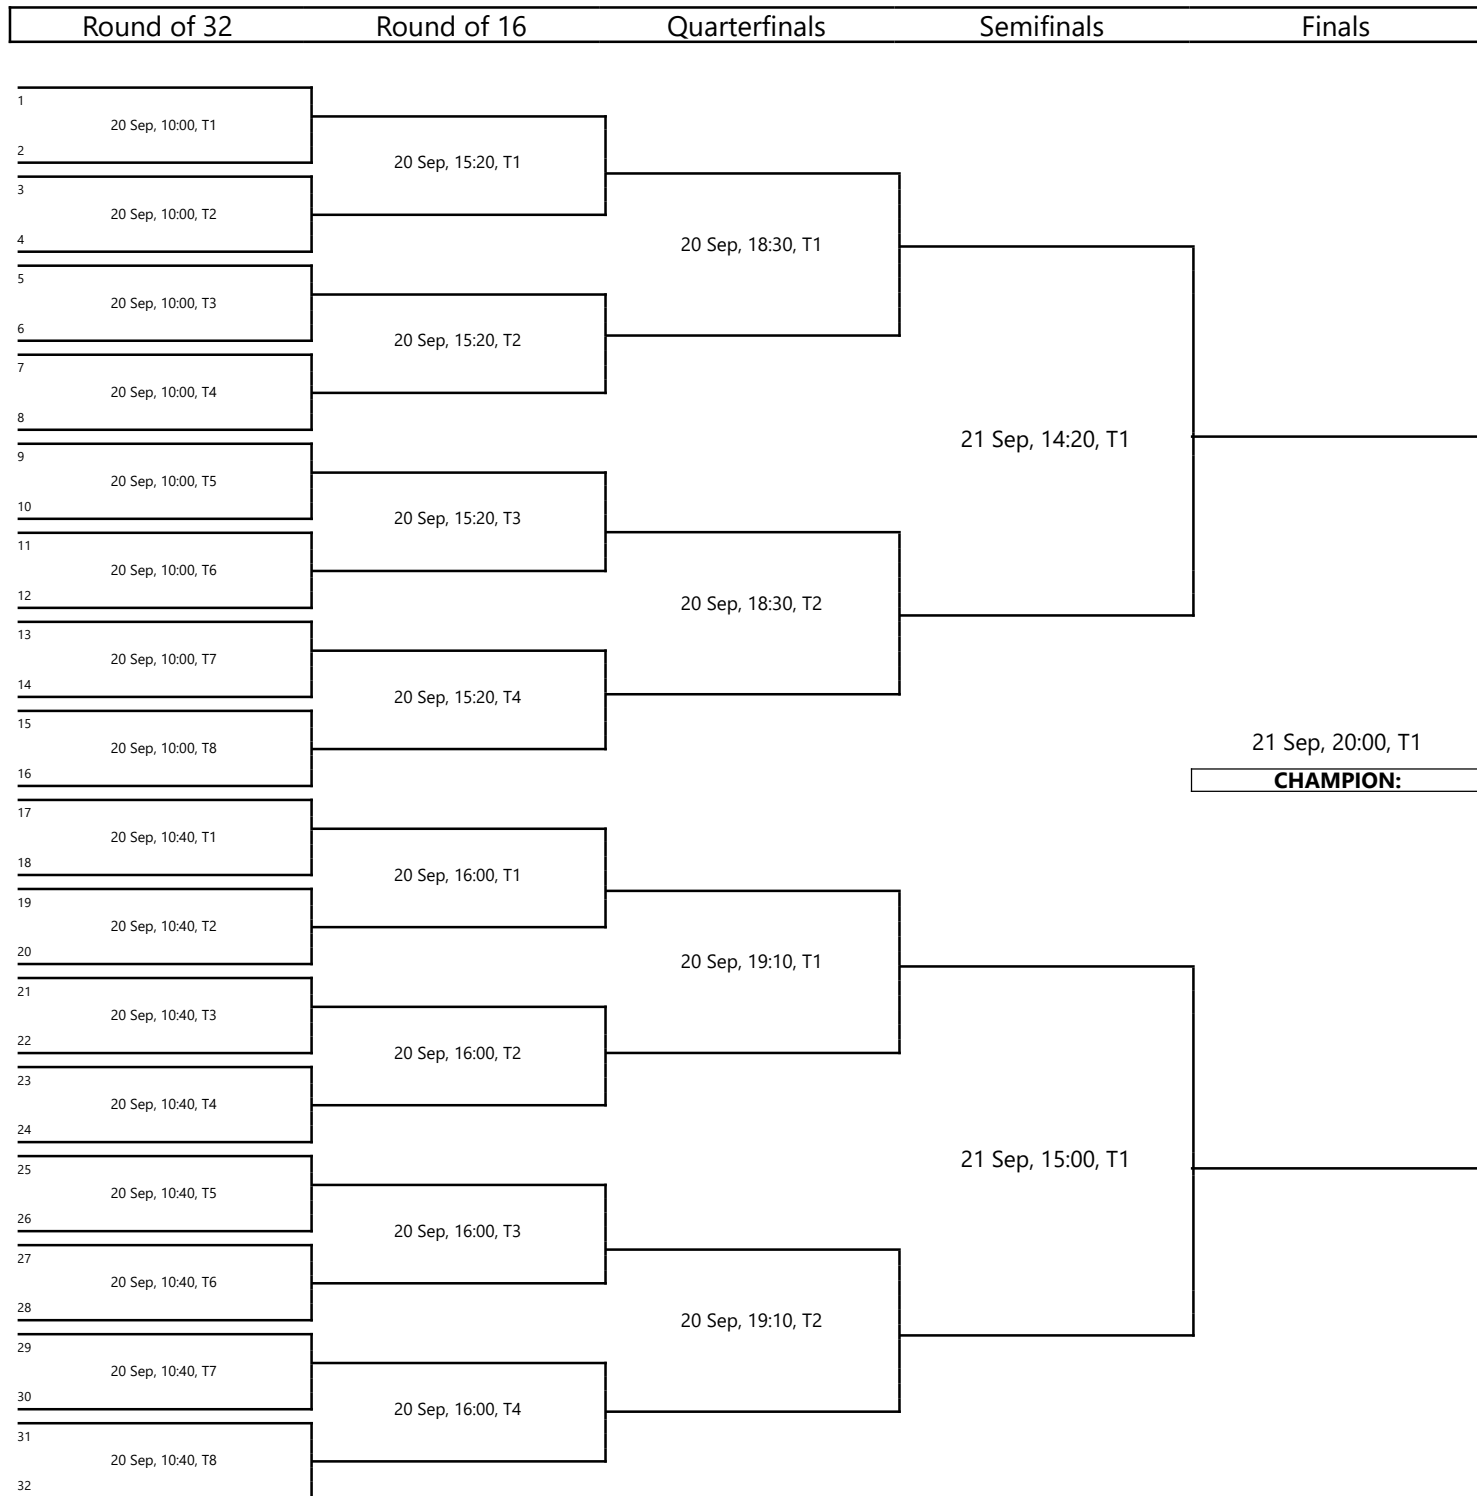 Round of 32
Round of 16
Quarterfinals
Semifinals
Finals
1
20 Sep, 10:00, T1
2
3
20 Sep, 10:00, T2
4
5
20 Sep, 10:00, T3
6
7
20 Sep, 10:00, T4
8
9
20 Sep, 10:00, T5
10
11
20 Sep, 10:00, T6
12
13
20 Sep, 10:00, T7
14
15
20 Sep, 10:00, T8
16
17
20 Sep, 10:40, T1
18
19
20 Sep, 10:40, T2
20
21
20 Sep, 10:40, T3
22
23
20 Sep, 10:40, T4
24
25
20 Sep, 10:40, T5
26
27
20 Sep, 10:40, T6
28
29
20 Sep, 10:40, T7
30
31
20 Sep, 10:40, T8
32
20 Sep, 15:20, T1
20 Sep, 15:20, T2
20 Sep, 15:20, T3
20 Sep, 15:20, T4
20 Sep, 16:00, T1
20 Sep, 16:00, T2
20 Sep, 16:00, T3
20 Sep, 16:00, T4
20 Sep, 18:30, T1
20 Sep, 18:30, T2
20 Sep, 19:10, T1
20 Sep, 19:10, T2
21 Sep, 14:20, T1
21 Sep, 15:00, T1
21 Sep, 20:00, T1
CHAMPION: